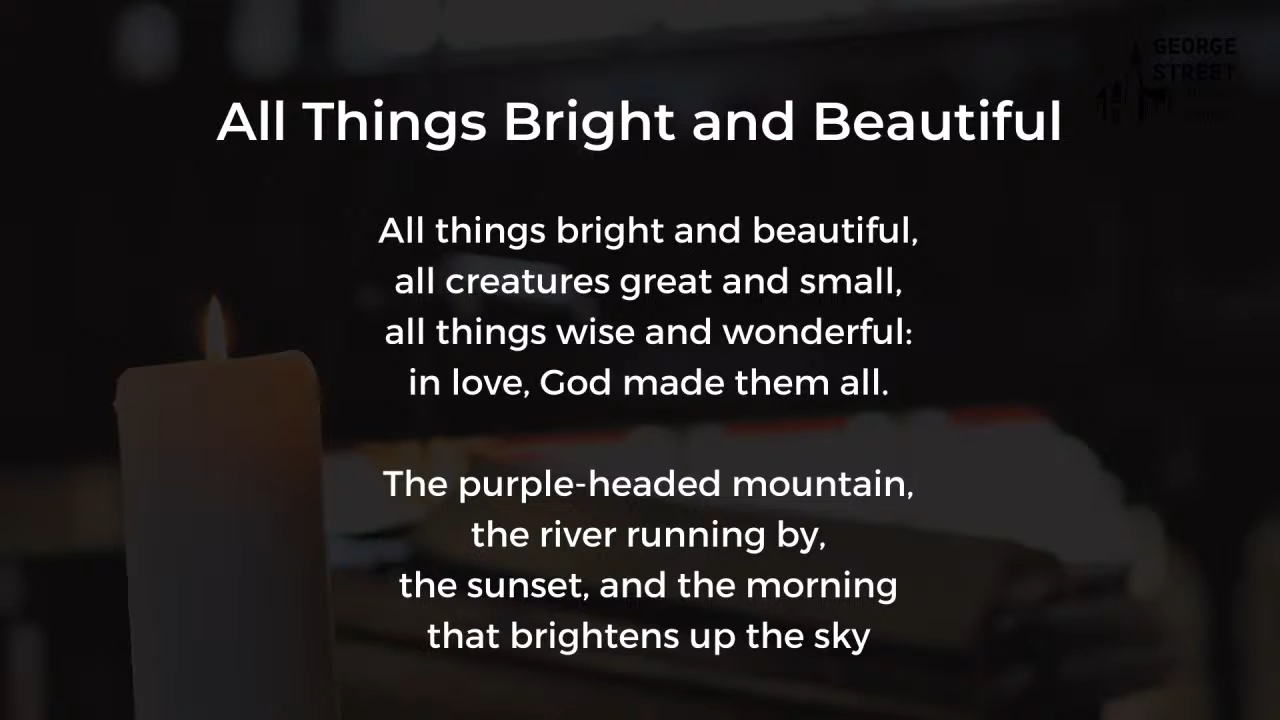 GEORGE
STREET
All Things Bright and Beautiful
All things bright and beautiful,
all creatures great and small,
all things wise and wonderful:
in love, God made them all.
The purple-headed mountain,
the river running by,
the sunset, and the morning
that brightens up the sky